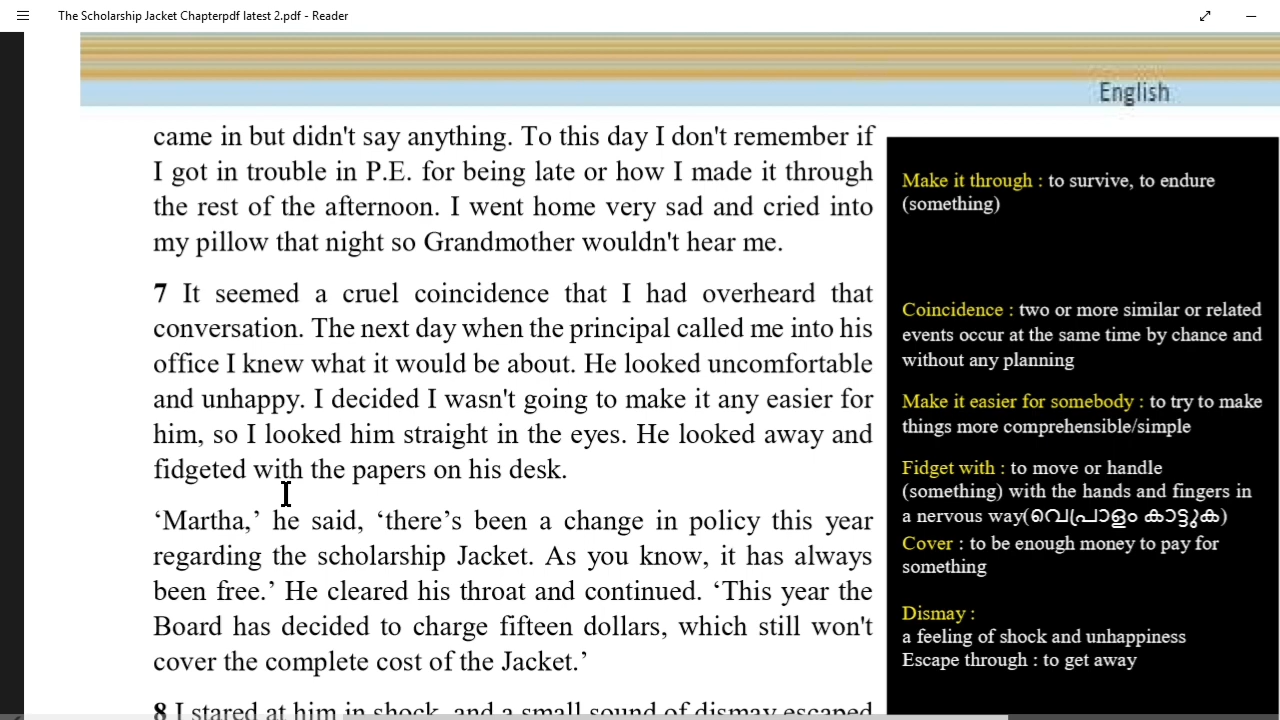 The Scholarship Jacket Chapterpdf latest 2.pdf - Reader
English
came in but didn't say anything. To this day I don't remember if
I got in trouble in P.E. for being late or how I made it through
the rest of the afternoon. I went home very sad and cried into
my pillow that night so Grandmother wouldn't hear me.
7 It seemed a cruel coincidence that I had overheard that
conversation. The next day when the principal called me into his
office I knew what it would be about. He looked uncomfortable
and unhappy. I decided I wasn't going to make it any easier for
him, so I looked him straight in the eyes. He looked away and
fidgeted with the papers on his desk.
‘Martha,’ he said, ‘there’s been a change in policy this year
regarding the scholarship Jacket. As you know, it has always
been free.’ He cleared his throat and continued. ‘This year the
Board has decided to charge fifteen dollars, which still won't
cover the complete cost of the Jacket.’
8 I stared at him in shock, and a small sound of dismay escaped
Make it through : to survive, to endure
(something)
Coincidence : two or more similar or related
events occur at the same time by chance and
without any planning
Make it easier for somebody : to try to make
things more comprehensible/simple
Fidget with : to move or handle
(something) with the hands and fingers in
a nervous way(വെപ്രാളം കാട്ടുക)
Cover : to be enough money to pay for
something
Dismay :
a feeling of shock and unhappiness
Escape through : to get away